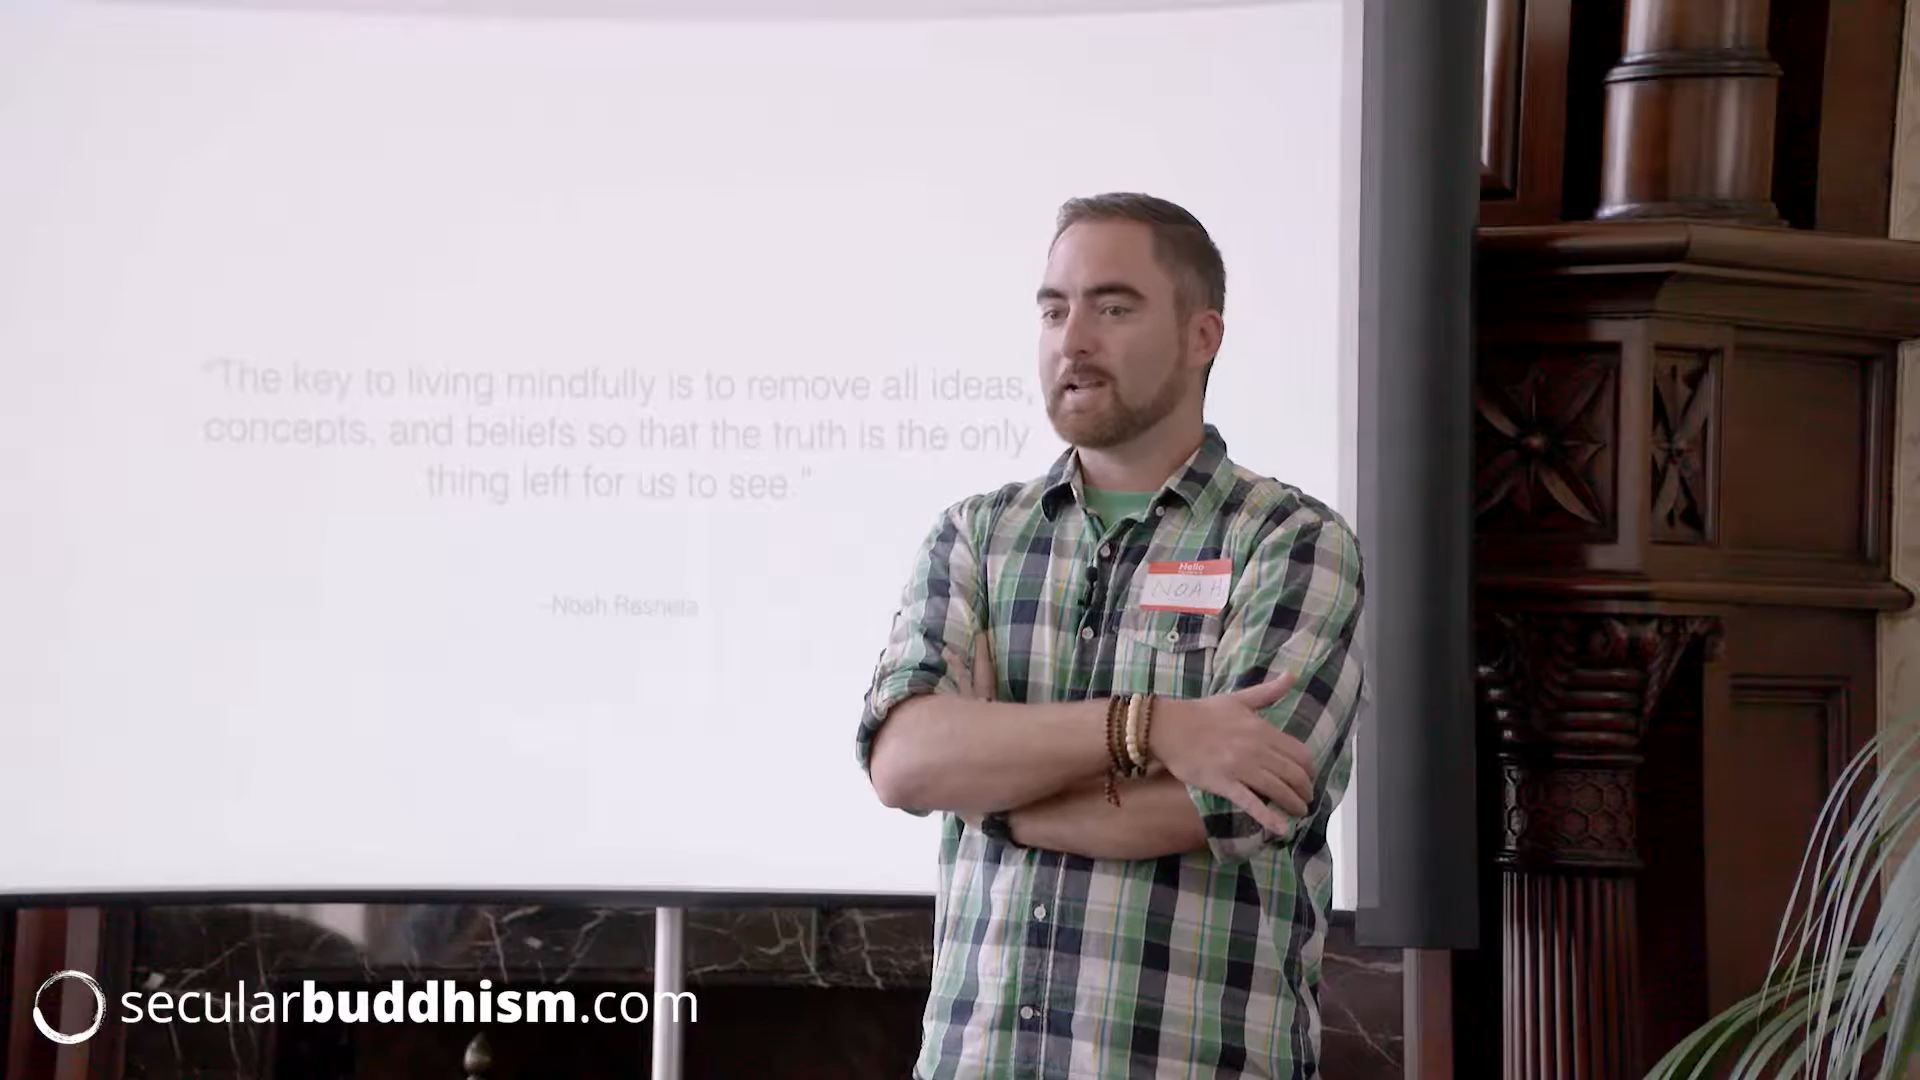 "The key to living mindfully is to remove all ideas,
concepts, and beliefs so that the truth is the only
thing left for us to see."
–Noah Rasheta
Hello
NOAH
secularbuddhism.com